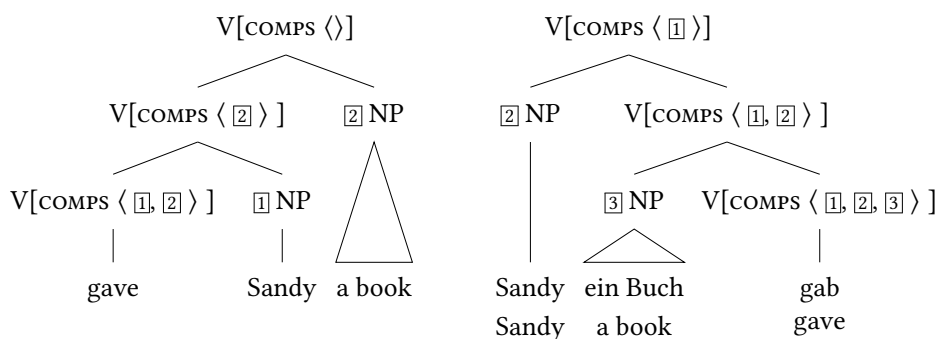 V[COMPS ⟨⟩] V[COMPS ⟨ 1 ⟩]
V[COMPS ⟨ 2 ⟩ ] 2 NP 2 NP V[COMPS ⟨ 1, 2 ⟩ ]
V[COMPS ⟨ 1, 2 ⟩ ] 1 NP 3 NP V[COMPS ⟨ 1, 2, 3 ⟩ ]
gave Sandy a book Sandy ein Buch gab
Sandy a book gave